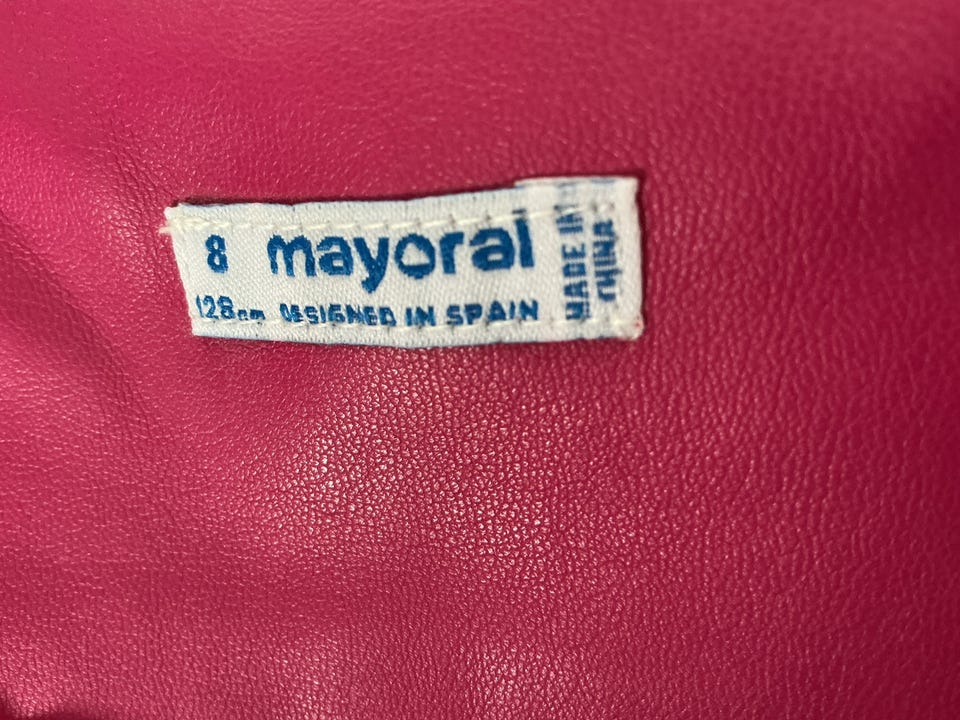 8 mayoral
128cm DESIGNED IN SPAIN
MADE IN
CHINA